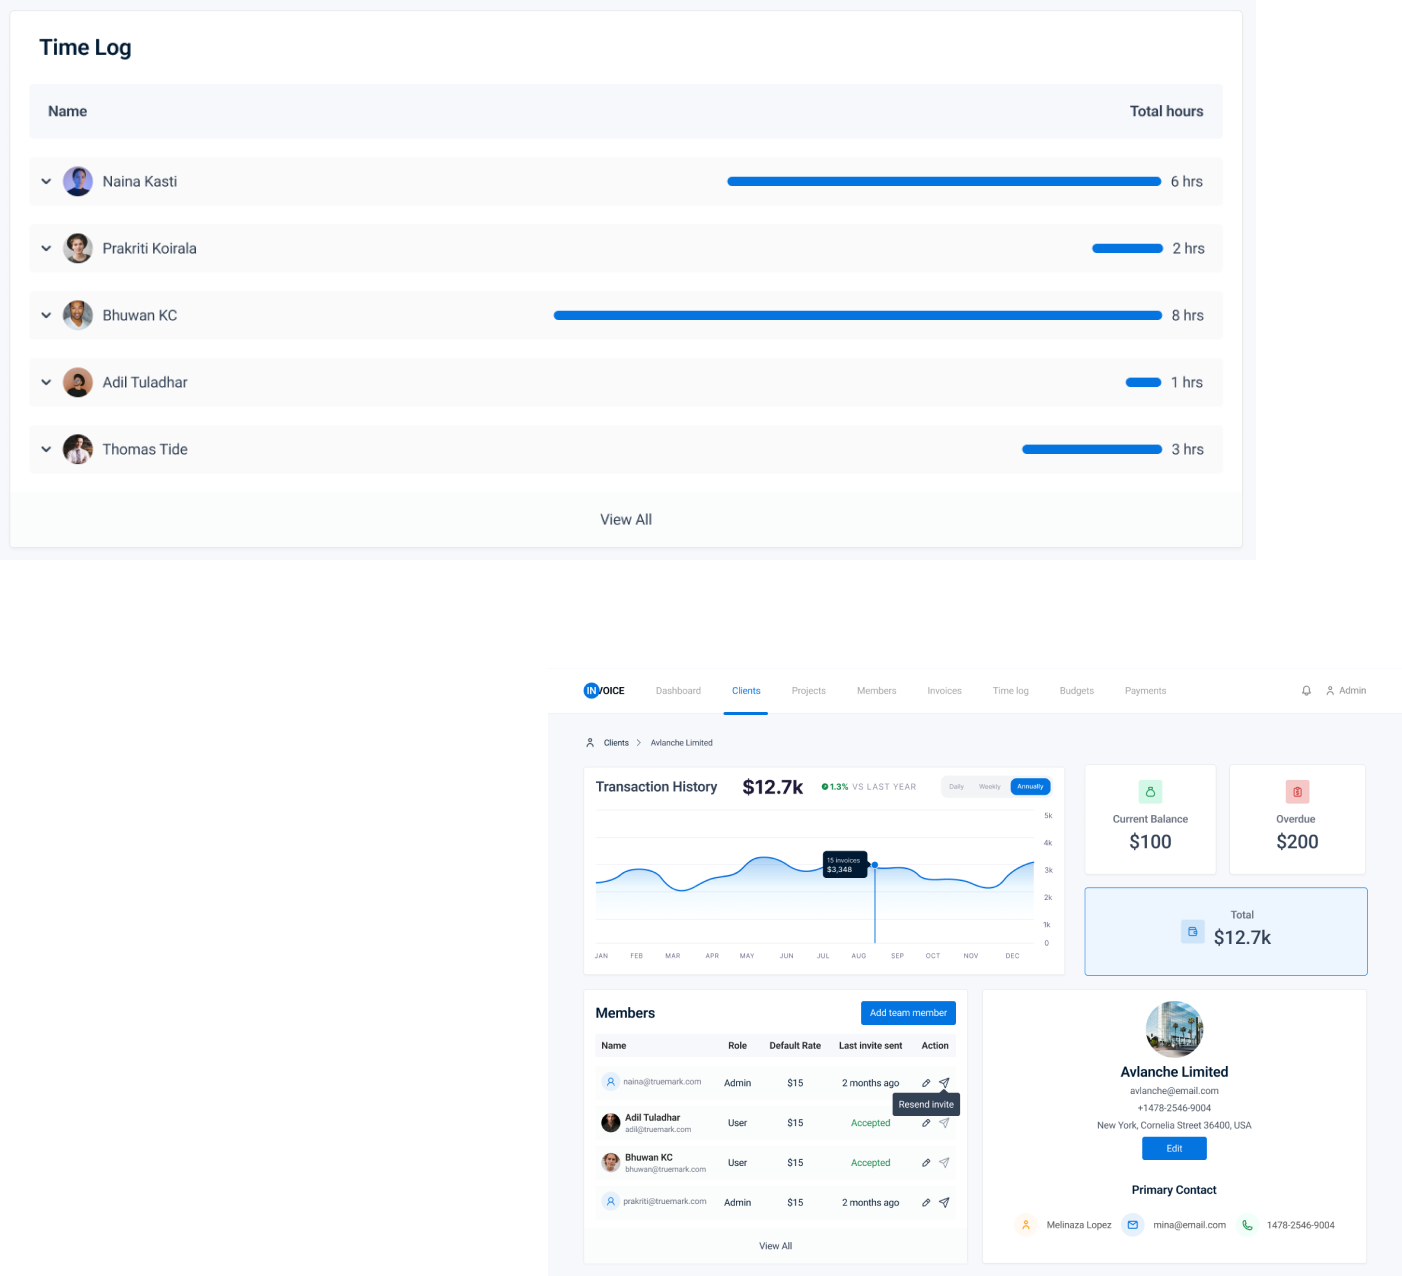 Time Log
Name Total hours
Naina Kasti 6 hrs
Prakriti Koirala 2 hrs
Bhuwan KC 8 hrs
Adil Tuladhar 1 hrs
Thomas Tide 3 hrs
View All
INVOICE Dashboard Clients Projects Members Invoices Time log Budgets Payments Admin
Clients Avlanche Limited
Transaction History $12.7k 1.3% VS LAST YEAR Daily Weekly Annually
5k
4k
3k
2k
1k
0
15 invoices
$3,348
JAN FEB MAR APR MAY JUN JUL AUG SEP OCT NOV DEC
Current Balance
$100
Overdue
$200
Total
$12.7k
Members Add team member
Name Role Default Rate Last invite sent Action
naina@truemark.com Admin $15 2 months ago
Resend invite
Adil Tuladhar
adil@truemark.com User $15 Accepted
Bhuwan KC
bhuwan@truemark.com User $15 Accepted
prakriti@truemark.com Admin $15 2 months ago
View All
Avlanche Limited
avlanche@email.com
+1478-2546-9004
New York, Cornelia Street 36400, USA
Edit
Primary Contact
Melinaza Lopez mina@email.com 1478-2546-9004